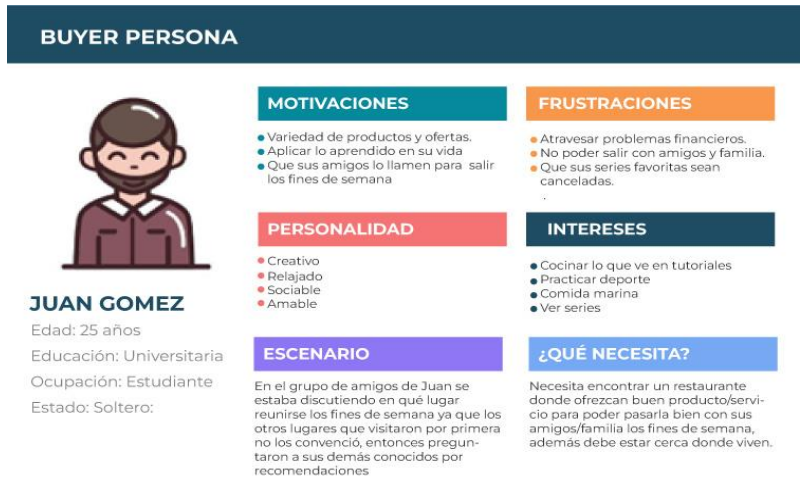 BUYER PERSONA
JUAN GOMEZ
Edad: 25 años
Educación: Universitaria
Ocupación: Estudiante
Estado: Soltero:
MOTIVACIONES
• Variedad de productos y ofertas.
• Aplicar lo aprendido en su vida
• Que sus amigos lo llamen para salir
los fines de semana
FRUSTRACIONES
• Atravesar problemas financieros.
• No poder salir con amigos y familia.
• Que sus series favoritas sean
canceladas.
.
PERSONALIDAD
• Creativo
• Relajado
• Sociable
• Amable
INTERESES
• Cocinar lo que ve en tutoriales
• Practicar deporte
• Comida marina
• Ver series
ESCENARIO
En el grupo de amigos de Juan se
estaba discutiendo en qué lugar
reunirse los fines de semana ya que los
otros lugares que visitaron por primera
no los convenció, entonces pregun-
taron a sus demás conocidos por
recomendaciones
¿QUÉ NECESITA?
Necesita encontrar un restaurante
donde ofrezcan buen producto/servi-
cio para poder pasarla bien con sus
amigos/familia los fines de semana,
además debe estar cerca donde viven.